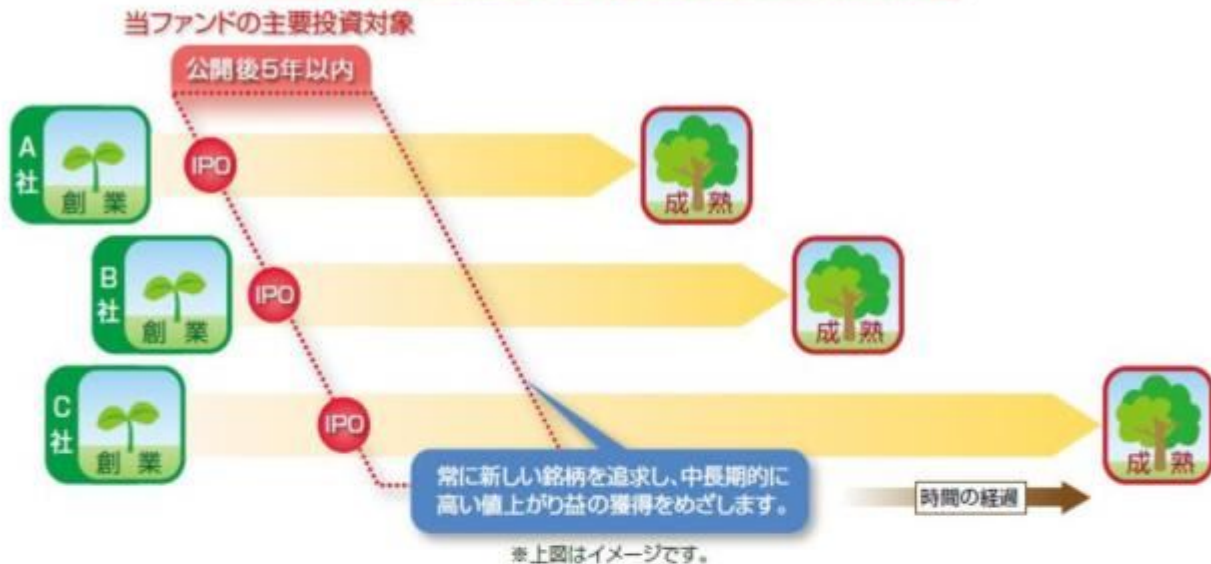 当ファンドの主要投資対象
公開後5年以内
A社
創業
IPO
成熟
B社
創業
IPO
成熟
C社
創業
IPO
成熟
常に新しい銘柄を追求し、中長期的に
高い値上がり益の獲得をめざします。
時間の経過
※上図はイメージです。